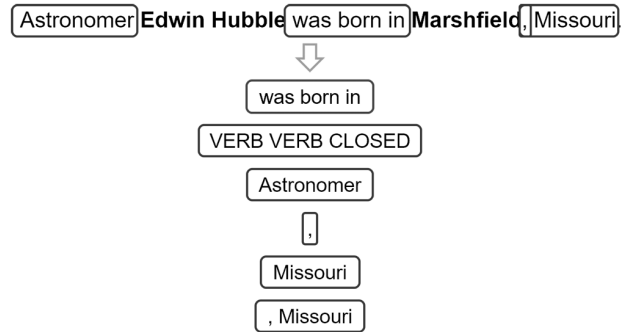 Astronomer Edwin Hubble was born in Marshfield, Missouri.
was born in
VERB VERB CLOSED
Astronomer
,
Missouri
, Missouri